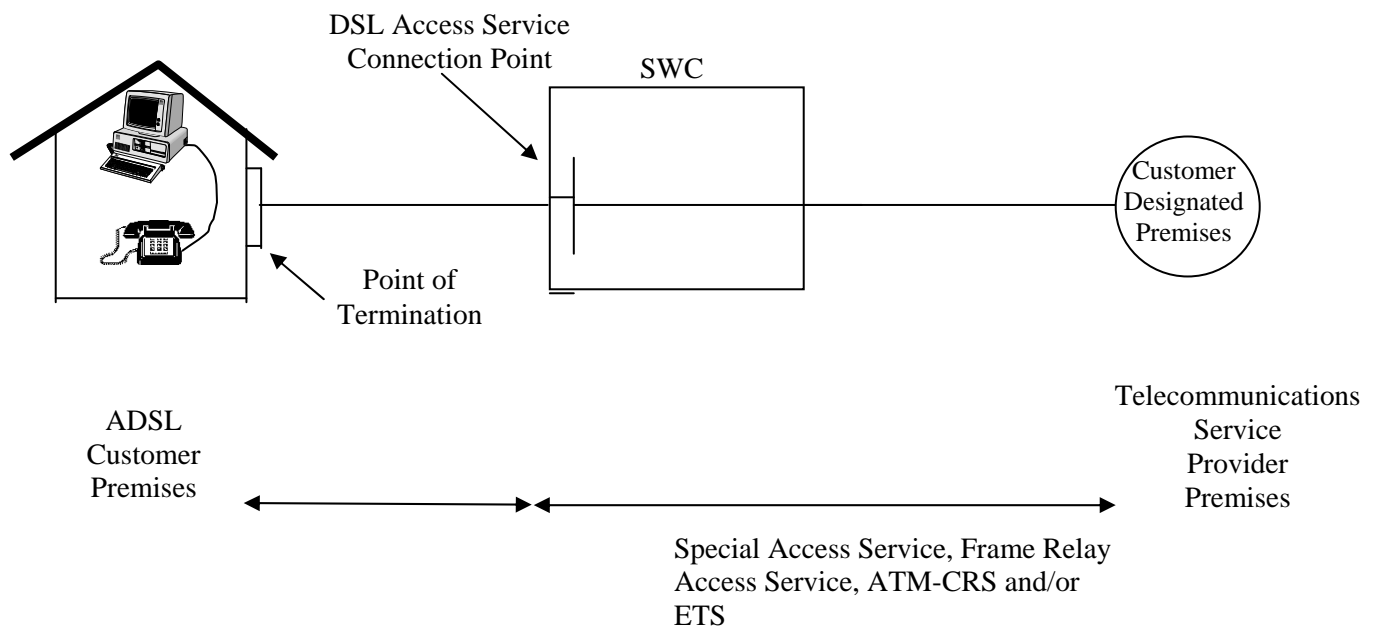 DSL Access Service
Connection Point
SWC
Customer
Designated
Premises
Point of
Termination
ADSL
Customer
Premises
Telecommunications
Service
Provider
Premises
Special Access Service, Frame Relay
Access Service, ATM-CRS and/or
ETS